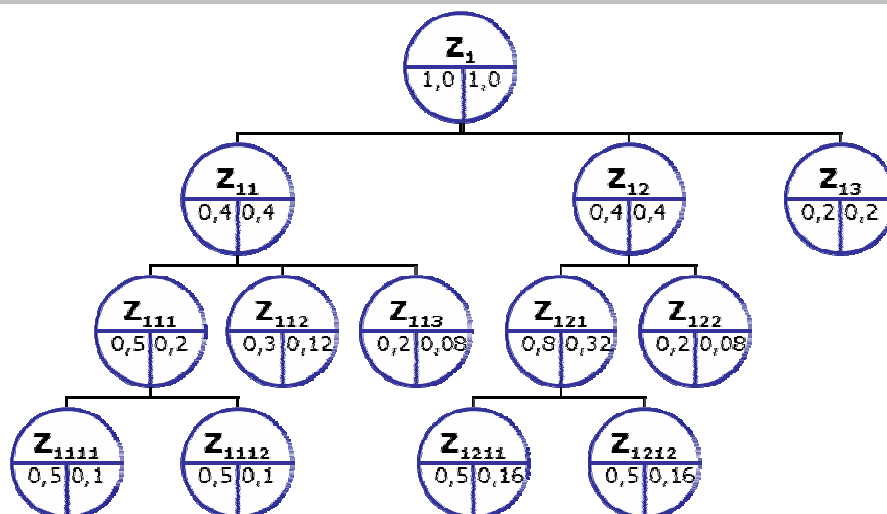 Z₁
1,0 1,0
Z₁₁ Z₁₂ Z₁₃
0,4 0,4 0,4 0,4 0,2 0,2
Z₁₁₁ Z₁₁₂ Z₁₁₃ Z₁₂₁ Z₁₂₂
0,5 0,2 0,3 0,12 0,2 0,08 0,8 0,32 0,2 0,08
Z₁₁₁₁ Z₁₁₁₂ Z₁₂₁₁ Z₁₂₁₂
0,5 0,1 0,5 0,1 0,5 0,16 0,5 0,16